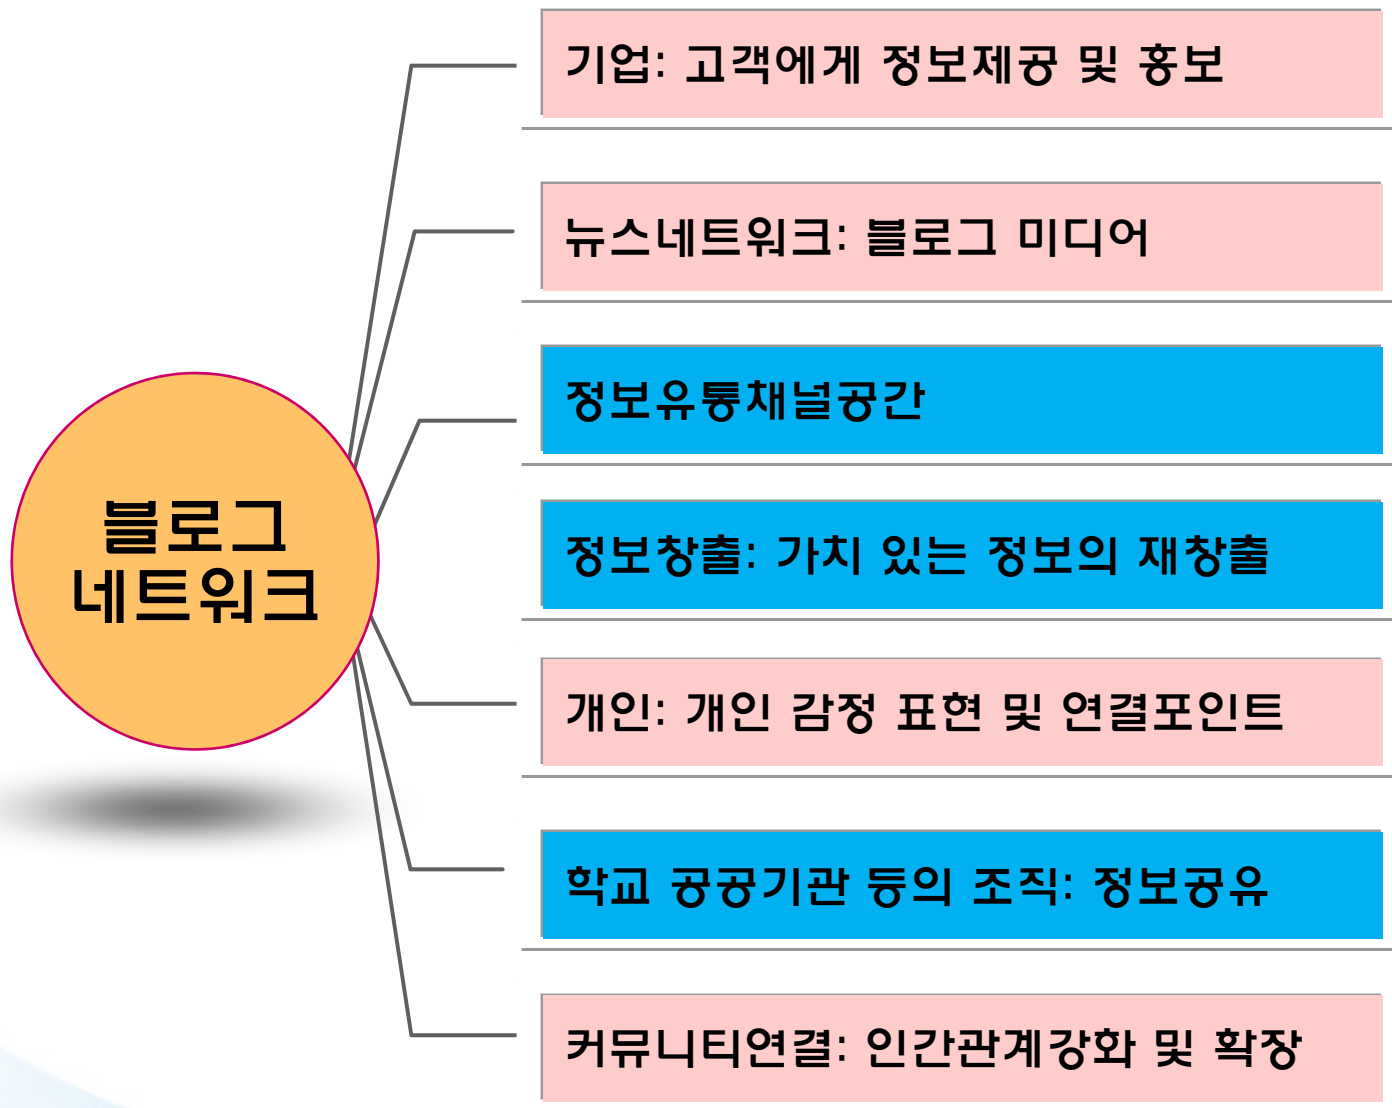 기업: 고객에게 정보제공 및 홍보
뉴스네트워크: 블로그 미디어
정보유통채널공간
블로그
네트워크
정보창출: 가치 있는 정보의 재창출
개인: 개인 감정 표현 및 연결포인트
학교 공공기관 등의 조직: 정보공유
커뮤니티연결: 인간관계강화 및 확장